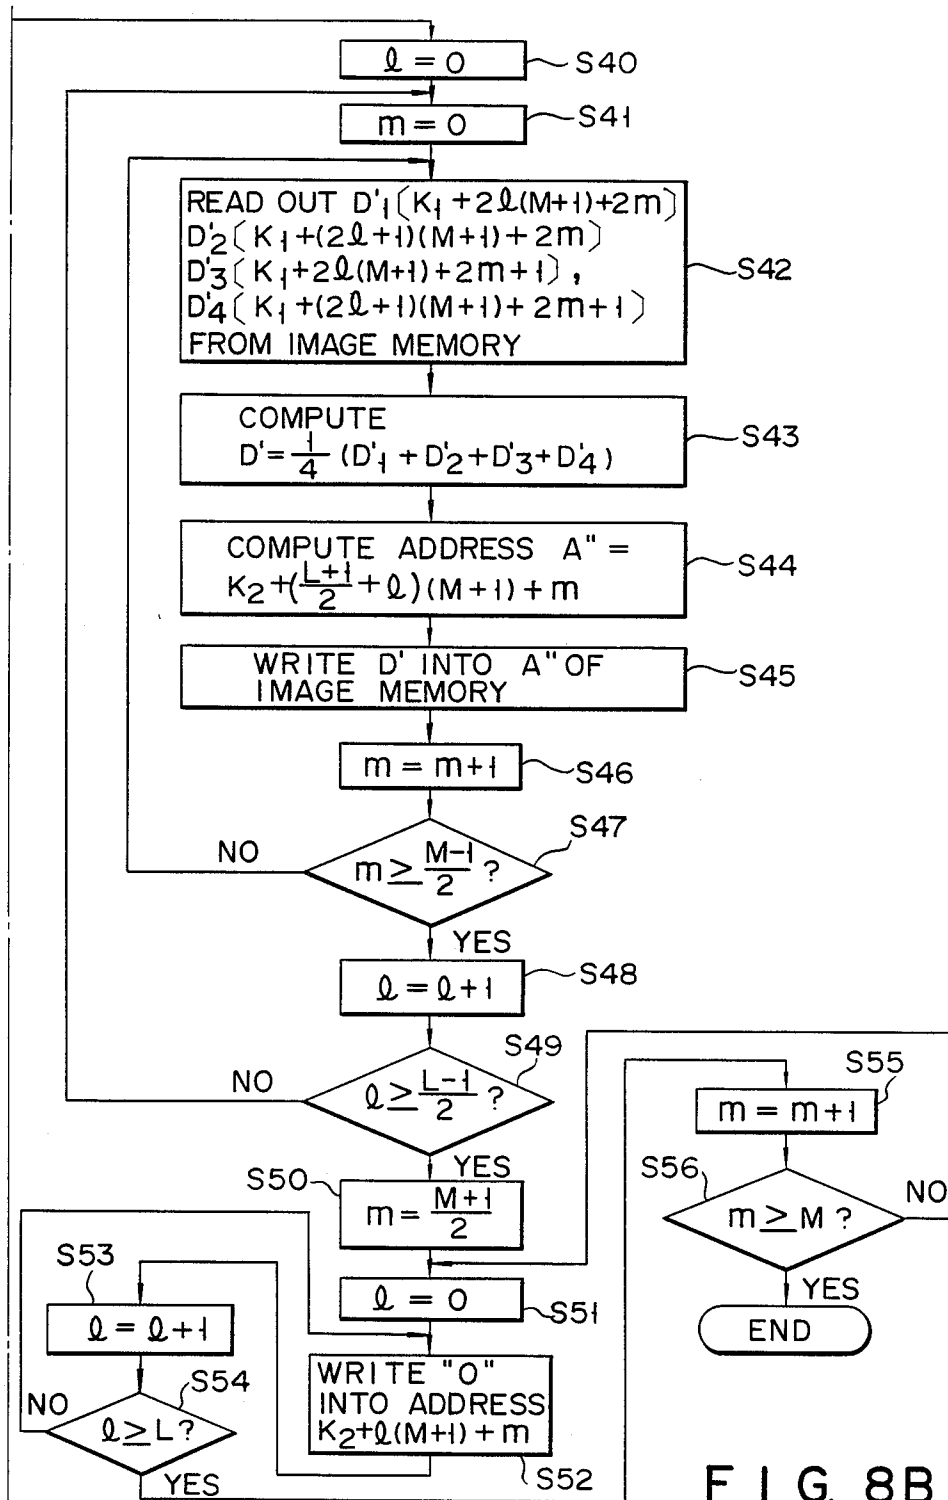 ℓ = 0
S40
m = 0
S41
READ OUT D'1[K1+2ℓ(M+1)+2m]
D'2[K1+(2ℓ+1)(M+1)+2m]
D'3[K1+2ℓ(M+1)+2m+1],
D'4[K1+(2ℓ+1)(M+1)+2m+1]
FROM IMAGE MEMORY
S42
COMPUTE
D'=1/4 (D'1+D'2+D'3+D'4)
S43
COMPUTE ADDRESS A"=
K2+(L+1/2+ℓ)(M+1)+m
S44
WRITE D' INTO A" OF
IMAGE MEMORY
S45
m = m+1
S46
S47
NO
m ≥ M-1/2 ?
YES
S48
ℓ = ℓ+1
S49
NO
ℓ ≥ L-1/2 ?
YES
S50
m = M+1/2
S51
ℓ = 0
WRITE "0"
INTO ADDRESS
K2+ℓ(M+1)+m
S52
S53
ℓ = ℓ+1
S54
NO
ℓ ≥ L?
YES
S55
m = m+1
S56
NO
m ≥ M?
YES
END
FIG. 8B